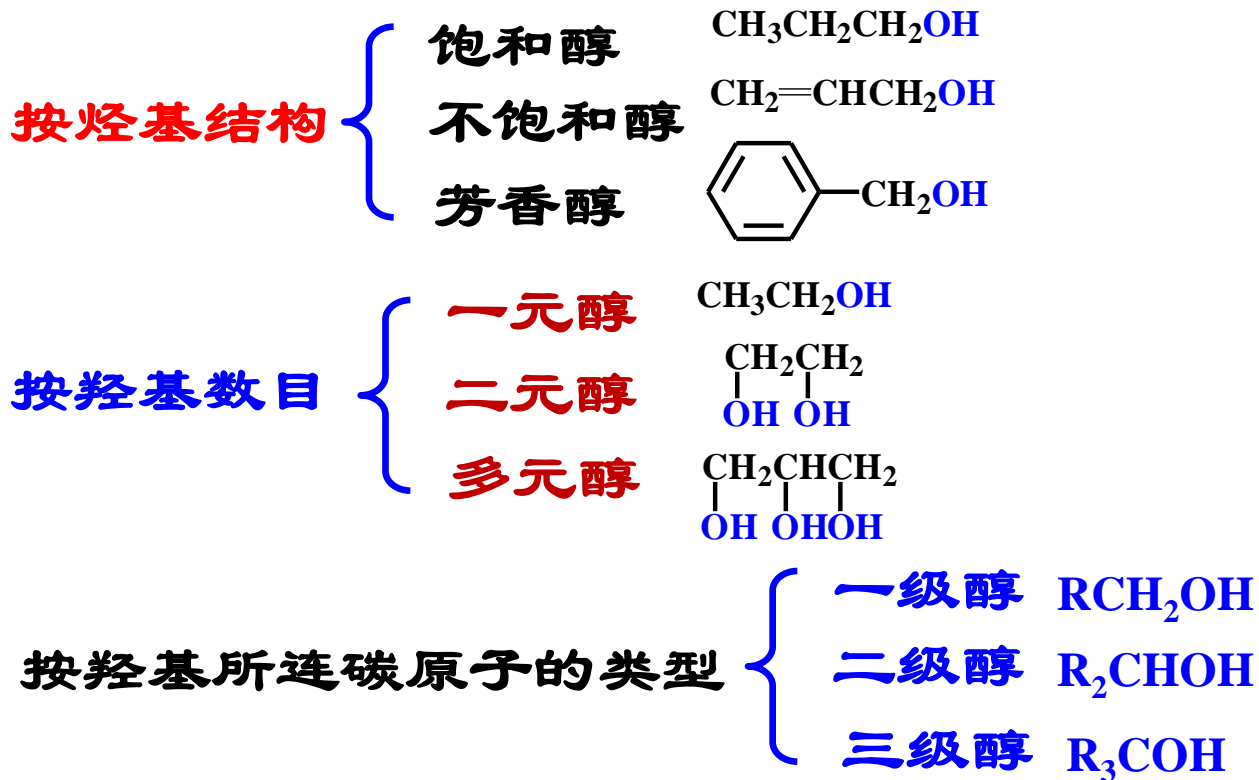 饱和醇 CH₃CH₂CH₂OH
按烃基结构 不饱和醇 CH₂=CHCH₂OH
芳香醇 CH₂OH
一元醇 CH₃CH₂OH
CH₂CH₂
按羟基数目 二元醇
OH OH
多元醇 CH₂CHCH₂
OH OHOH
一级醇 RCH₂OH
按羟基所连碳原子的类型 二级醇 R₂CHOH
三级醇 R₃COH